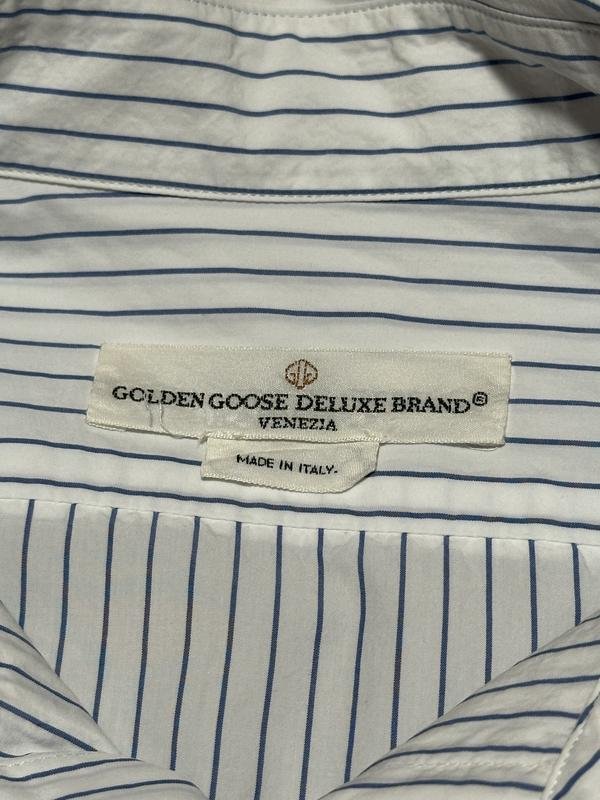 GOLDEN GOOSE DELUXE BRAND®
VENEZIA
MADE IN ITALY.